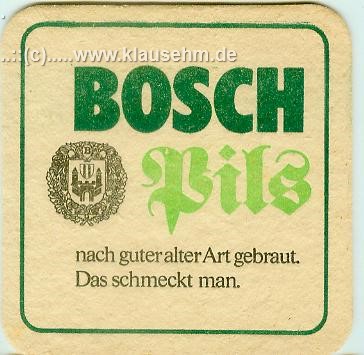 ..::(c).....www.klausehm.de
BOSCH
B
Pils
nach guter alter Art gebraut.
Das schmeckt man.